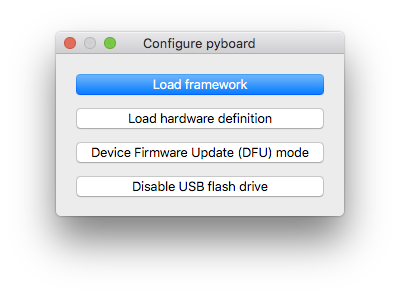 Configure pyboard
Load framework
Load hardware definition
Device Firmware Update (DFU) mode
Disable USB flash drive